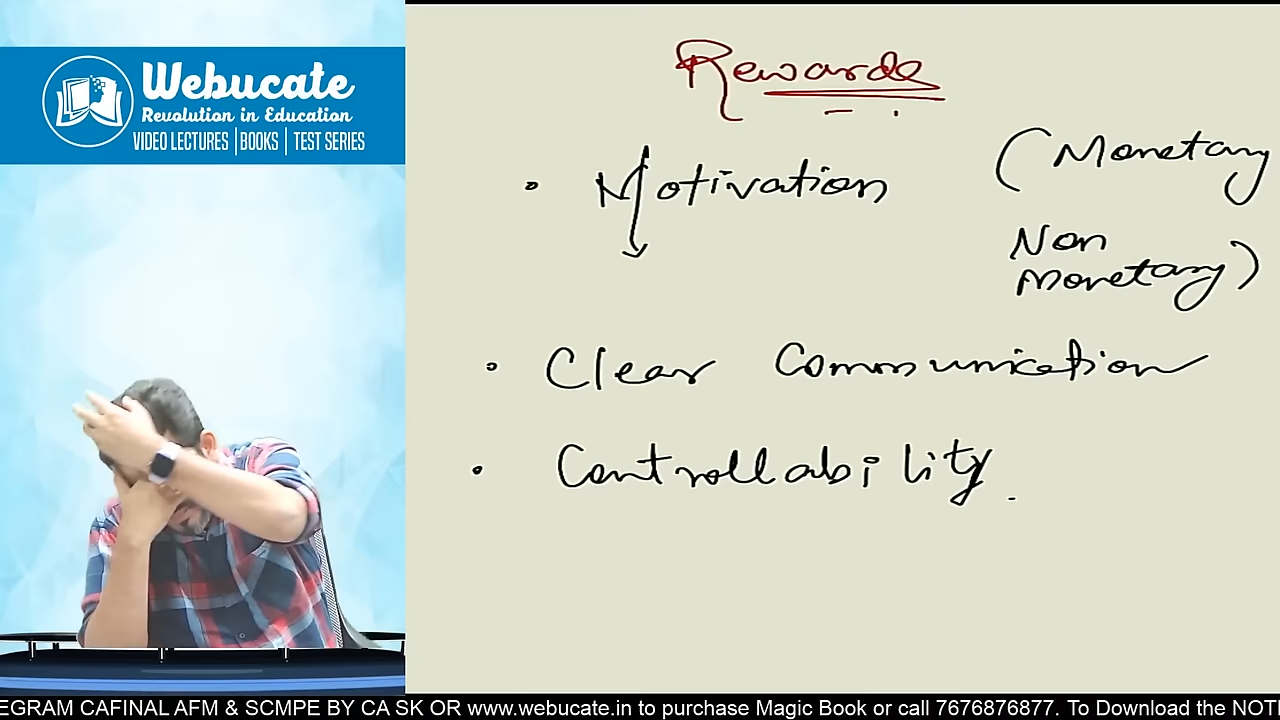 Webucate
Revolution in Education
VIDEO LECTURES | BOOKS | TEST SERIES
Rewards
• Motivation
(Monetary
Non
Monetary)
• Clear Communication
• Controllability.
EGRAM CAFINAL AFM & SCMPE BY CA SK OR www.webucate.in to purchase Magic Book or call 7676876877. To Download the NOT